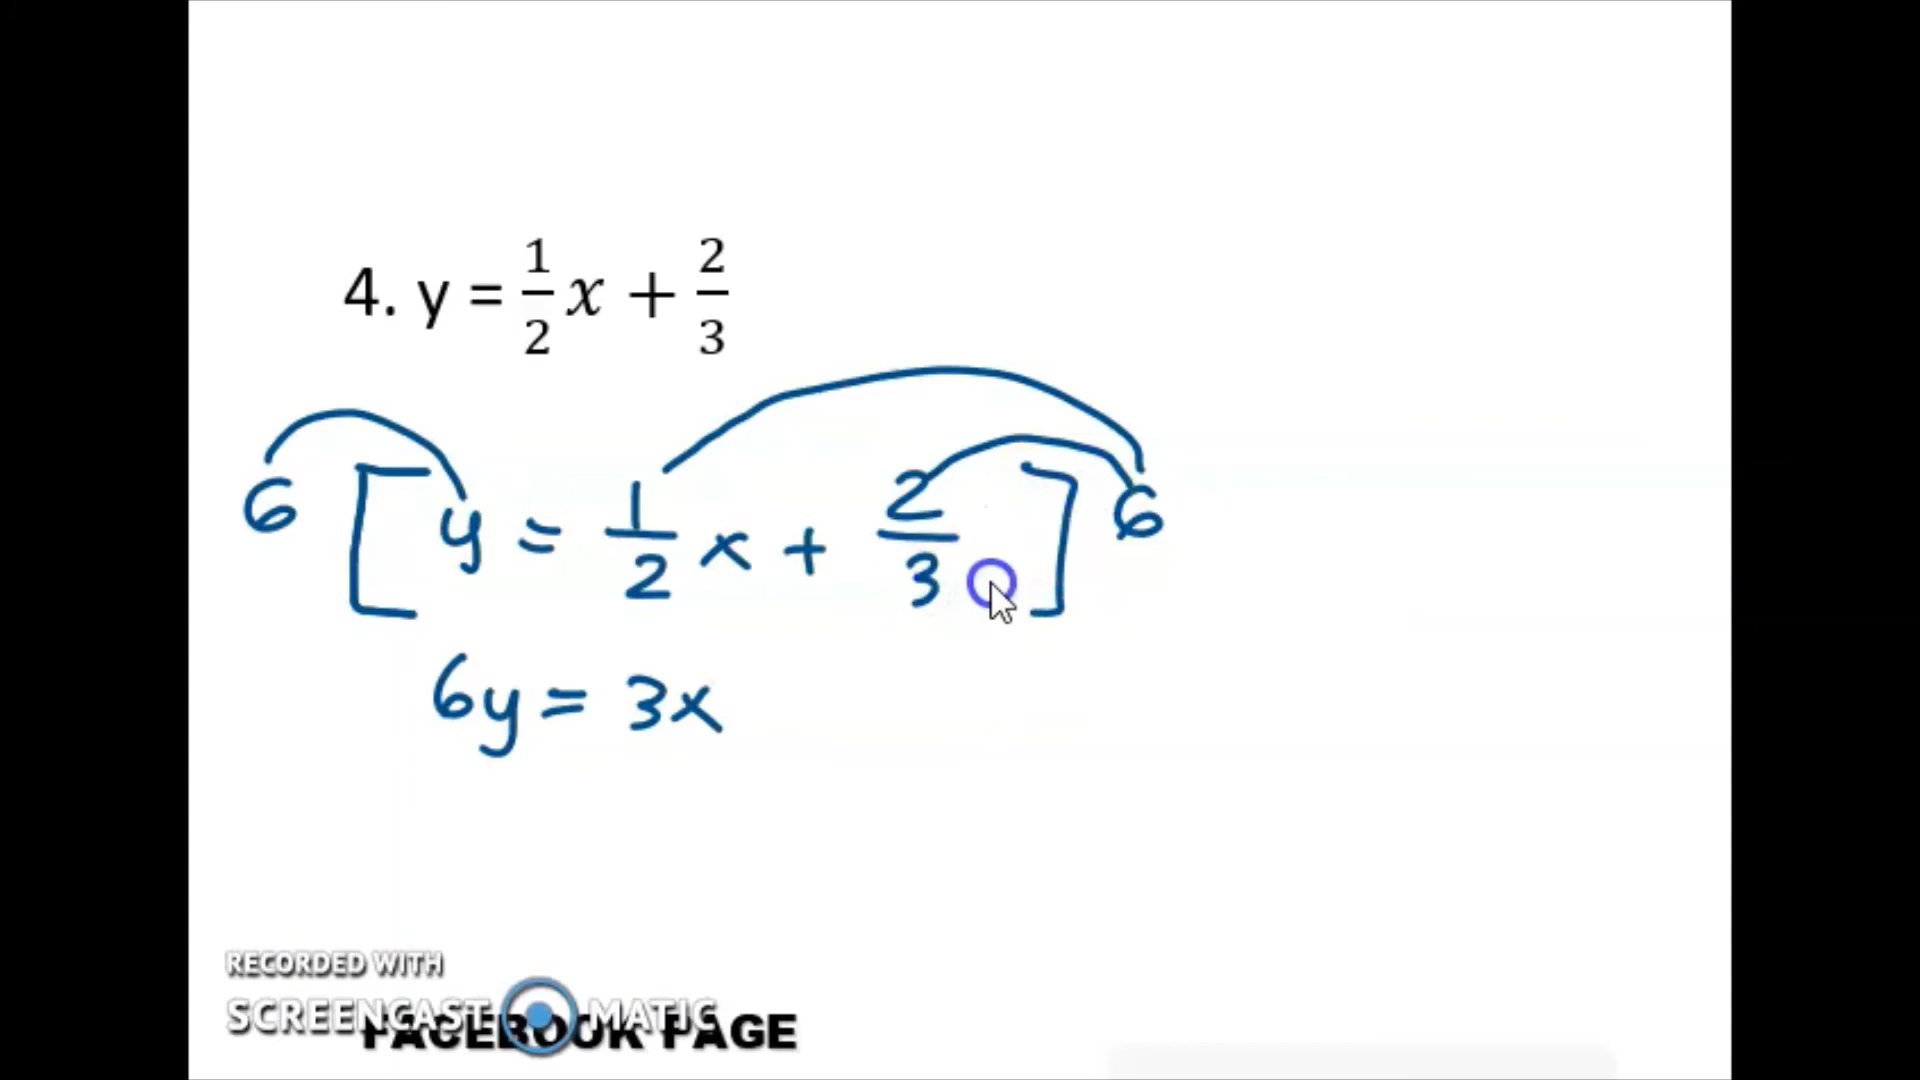 4. y = 1/2 x + 2/3
6 [ y = 1/2 x + 2/3 ] 6
6y = 3x
RECORDED WITH
SCREENCAST MATIC
FACEBOOK PAGE